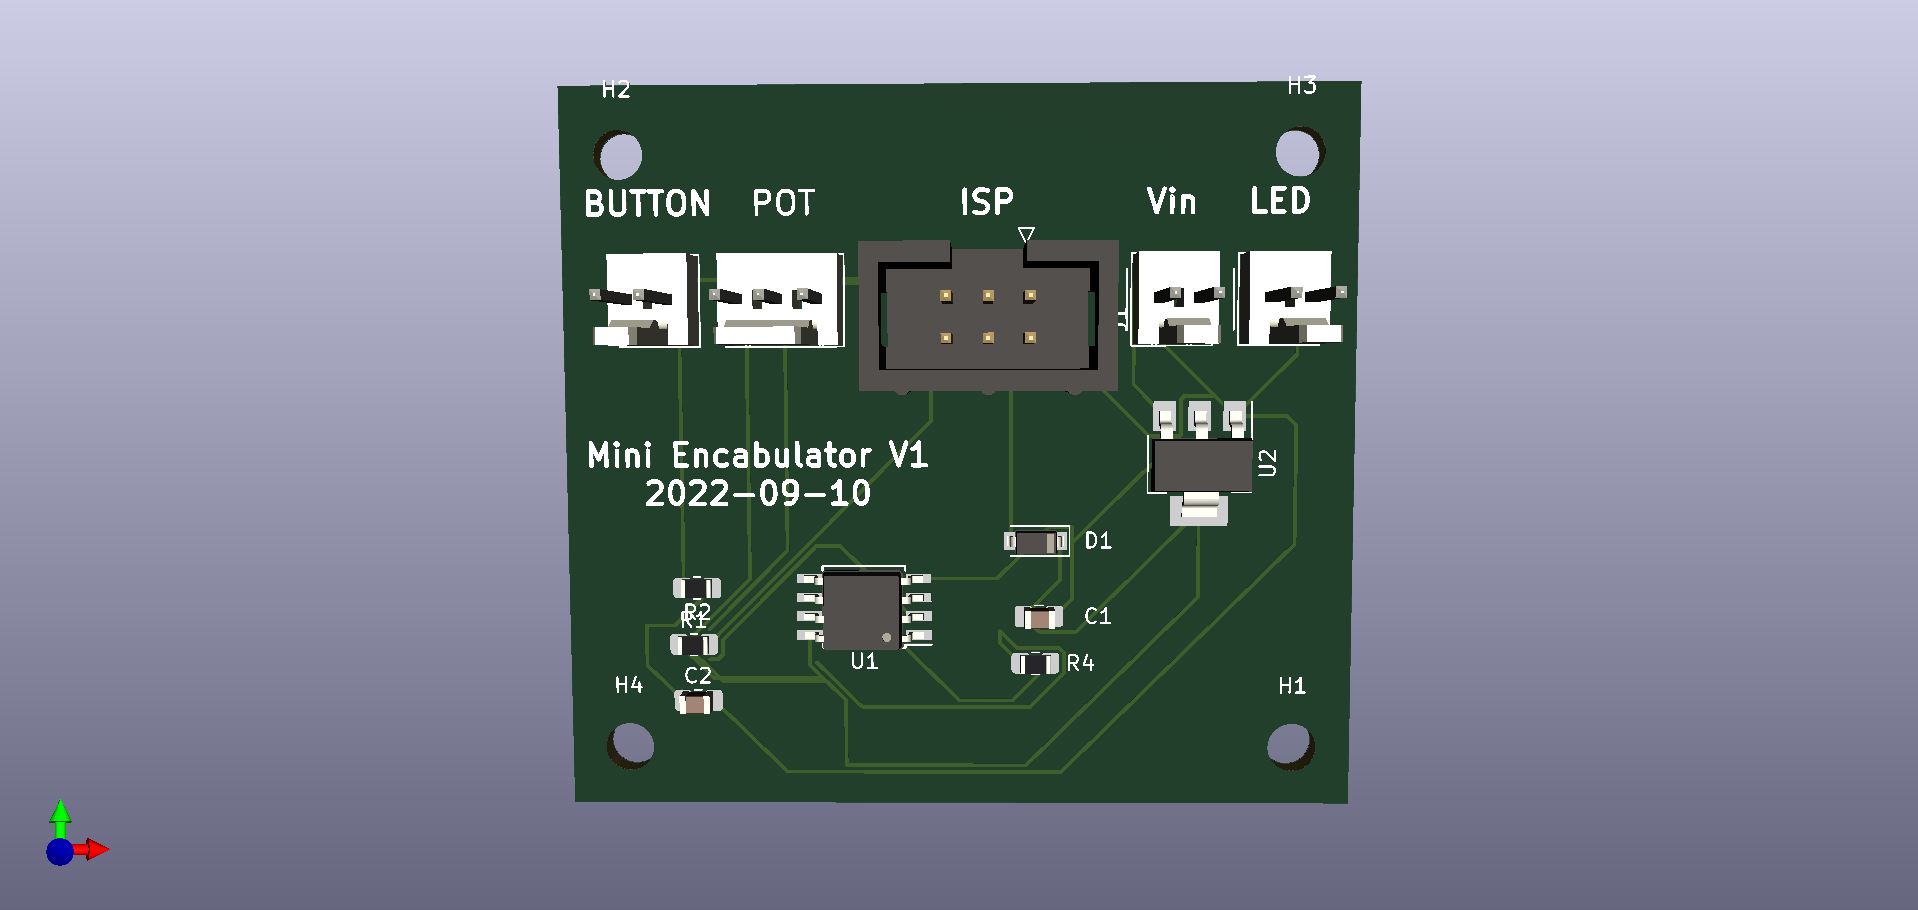 H2
H3
BUTTON
POT
ISP
Vin
LED
Mini Encabulator V1
2022-09-10
U2
D1
R2
R1
C1
U1
R4
C2
H4
H1